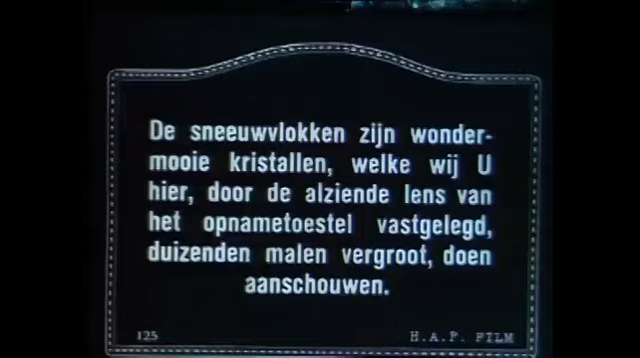 De sneeuwvlokken zijn wonder-
mooie kristallen, welke wij U
hier, door de alziende lens van
het opnametoestel vastgelegd,
duizenden malen vergroot, doen
aanschouwen.
125 H.A.P. FILM